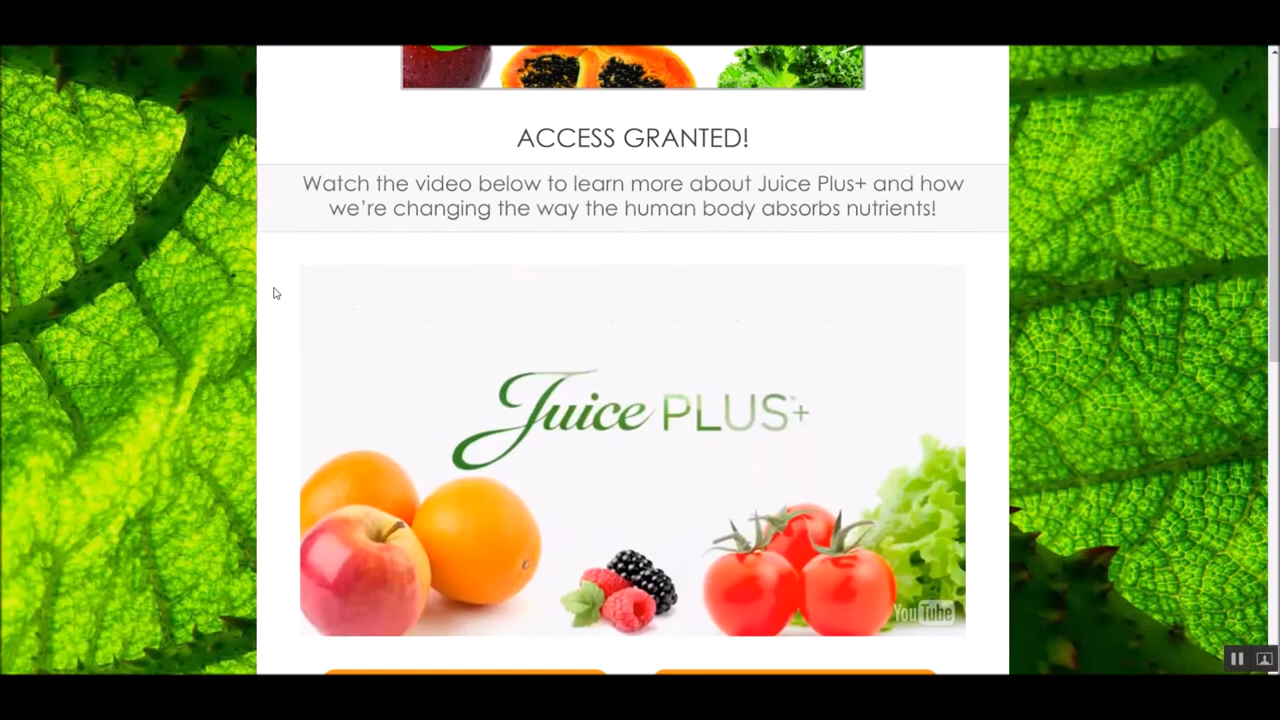 ACCESS GRANTED!
Watch the video below to learn more about Juice Plus+ and how
we’re changing the way the human body absorbs nutrients!
Juice PLUS+
YouTube